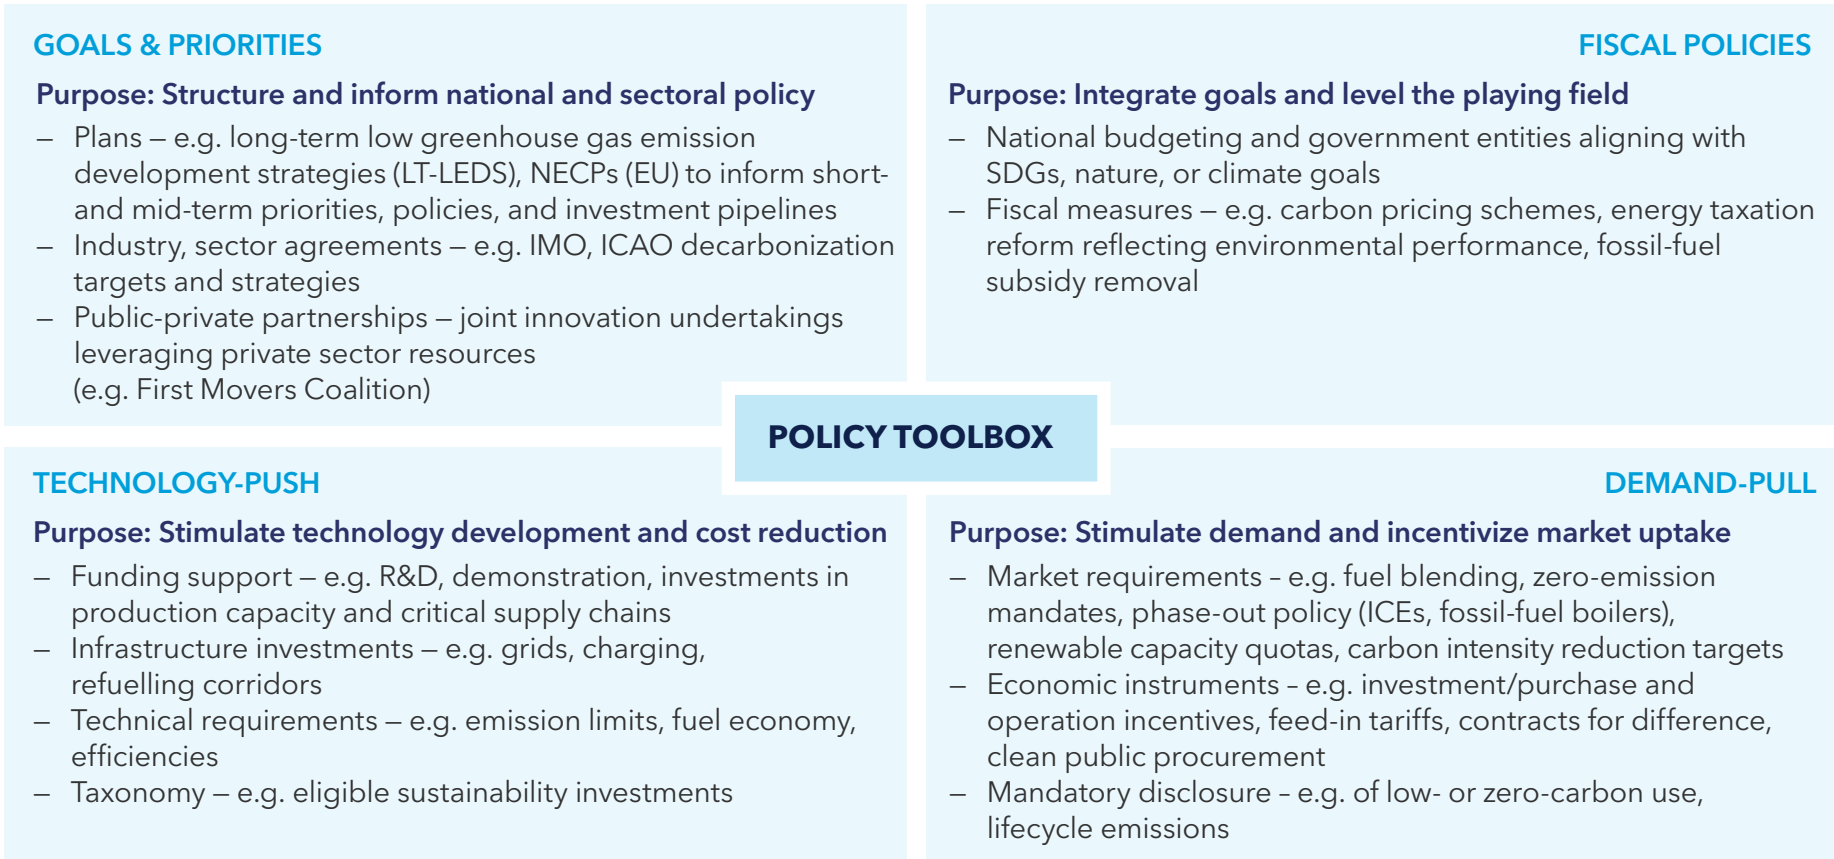 GOALS & PRIORITIES
Purpose: Structure and inform national and sectoral policy
– Plans – e.g. long-term low greenhouse gas emission
development strategies (LT-LEDS), NECPs (EU) to inform short-
and mid-term priorities, policies, and investment pipelines
– Industry, sector agreements – e.g. IMO, ICAO decarbonization
targets and strategies
– Public-private partnerships – joint innovation undertakings
leveraging private sector resources
(e.g. First Movers Coalition)
FISCAL POLICIES
Purpose: Integrate goals and level the playing field
– National budgeting and government entities aligning with
SDGs, nature, or climate goals
– Fiscal measures – e.g. carbon pricing schemes, energy taxation
reform reflecting environmental performance, fossil-fuel
subsidy removal
POLICY TOOLBOX
TECHNOLOGY-PUSH
Purpose: Stimulate technology development and cost reduction
– Funding support – e.g. R&D, demonstration, investments in
production capacity and critical supply chains
– Infrastructure investments – e.g. grids, charging,
refuelling corridors
– Technical requirements – e.g. emission limits, fuel economy,
efficiencies
– Taxonomy – e.g. eligible sustainability investments
DEMAND-PULL
Purpose: Stimulate demand and incentivize market uptake
– Market requirements – e.g. fuel blending, zero-emission
mandates, phase-out policy (ICEs, fossil-fuel boilers),
renewable capacity quotas, carbon intensity reduction targets
– Economic instruments – e.g. investment/purchase and
operation incentives, feed-in tariffs, contracts for difference,
clean public procurement
– Mandatory disclosure – e.g. of low- or zero-carbon use,
lifecycle emissions